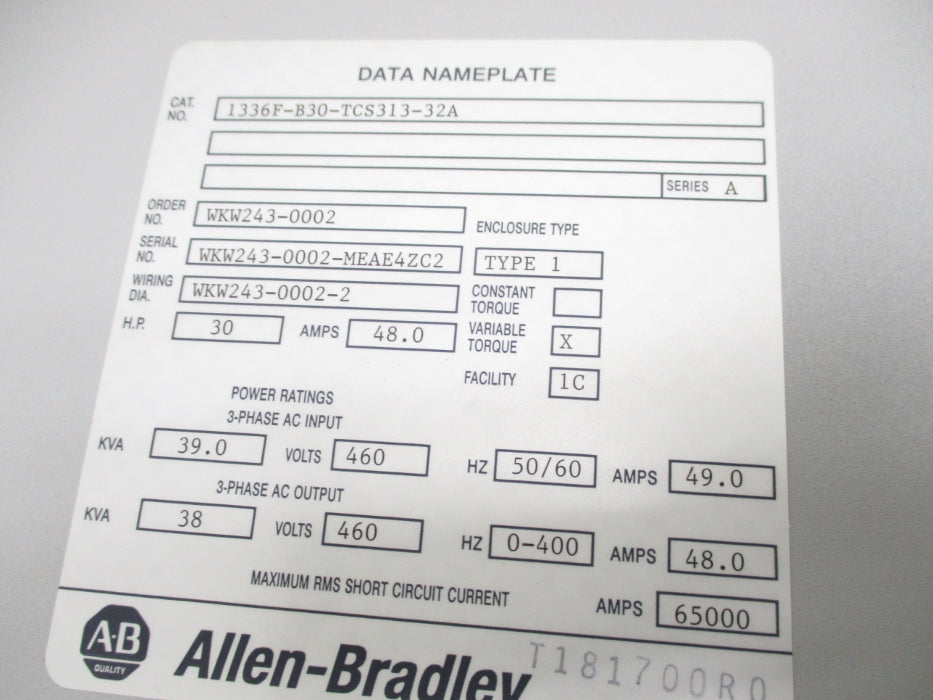 DATA NAMEPLATE
CAT. NO. 1336F-B30-TCS313-32A
SERIES A
ORDER NO. WKW243-0002
ENCLOSURE TYPE
SERIAL NO. WKW243-0002-MEAE4ZC2 TYPE 1
WIRING DIA. WKW243-0002-2 CONSTANT TORQUE
H.P. 30 AMPS 48.0 VARIABLE TORQUE X
FACILITY 1C
POWER RATINGS
3-PHASE AC INPUT
KVA 39.0 VOLTS 460 HZ 50/60 AMPS 49.0
3-PHASE AC OUTPUT
KVA 38 VOLTS 460 HZ 0-400 AMPS 48.0
MAXIMUM RMS SHORT CIRCUIT CURRENT AMPS 65000
A·B QUALITY Allen-Bradley T181700R0